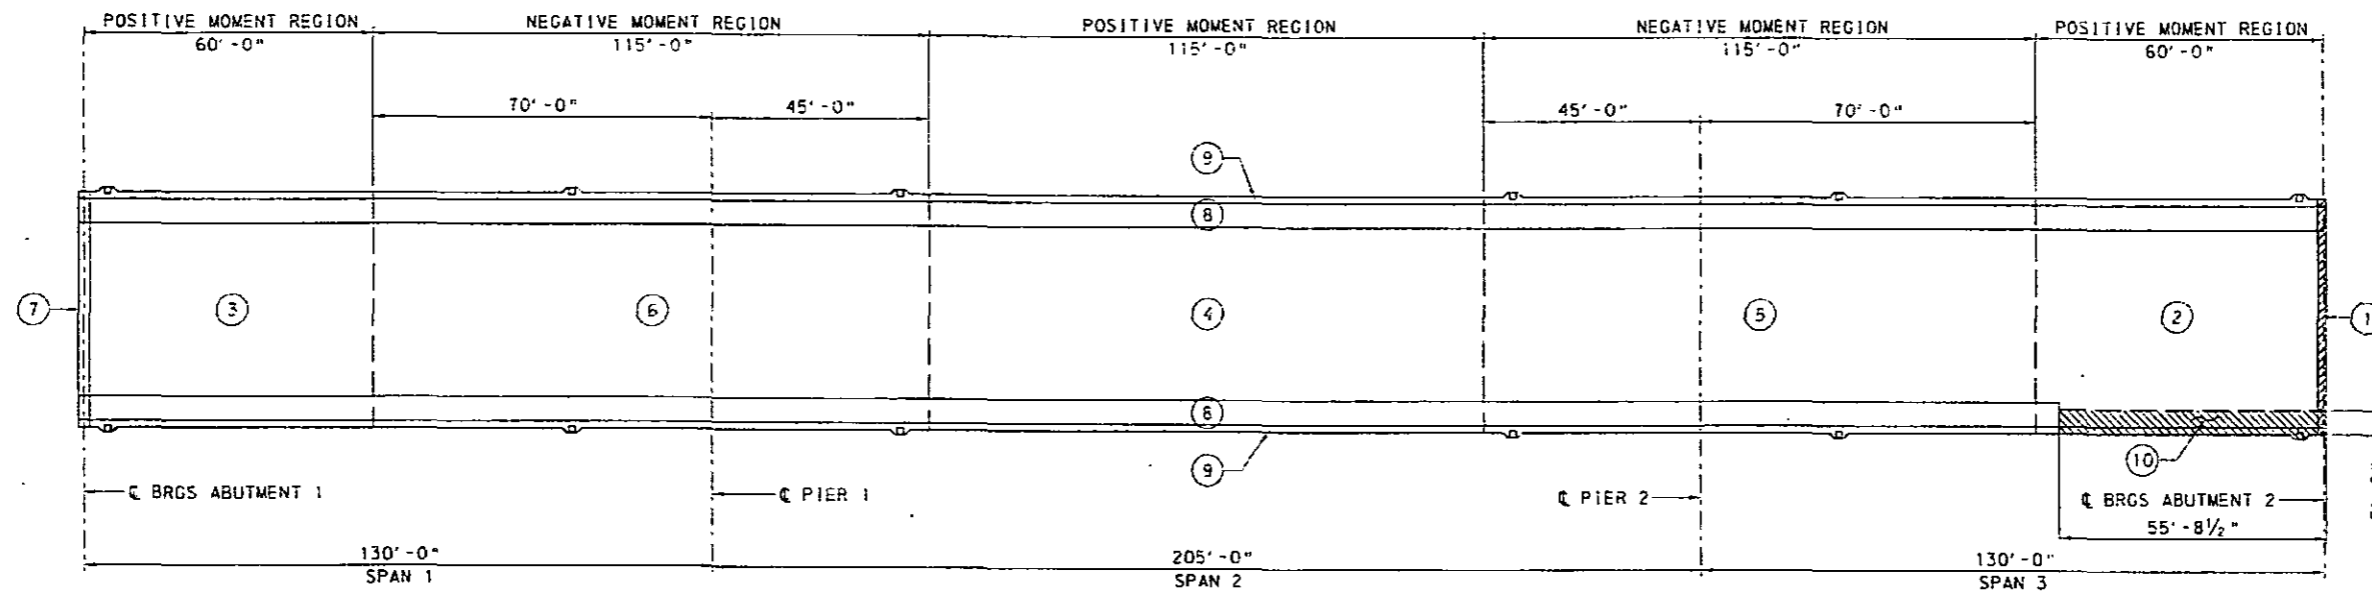 POSITIVE MOMENT REGION NEGATIVE MOMENT REGION POSITIVE MOMENT REGION NEGATIVE MOMENT REGION POSITIVE MOMENT REGION
60'-0" 115'-0" 115'-0" 115'-0" 60'-0"
70'-0" 45'-0" 45'-0" 70'-0"
9
8
7 3 6 4 5 2 1
8
9 10
℄ BRGS ABUTMENT 1 ℄ PIER 1 ℄ PIER 2 ℄ BRGS ABUTMENT 2
55'-8½"
130'-0" 205'-0" 130'-0"
SPAN 1 SPAN 2 SPAN 3